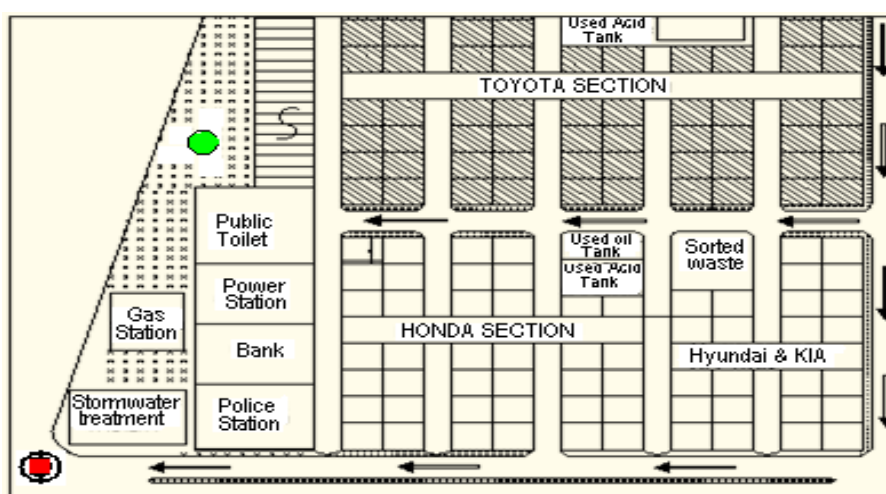 Used Acid
Tank
TOYOTA SECTION
S
Public
Toilet
Used oil
Tank
Used Acid
Tank
Sorted
waste
Power
Station
Gas
Station
HONDA SECTION
Bank
Hyundai & KIA
Stormwater
treatment
Police
Station